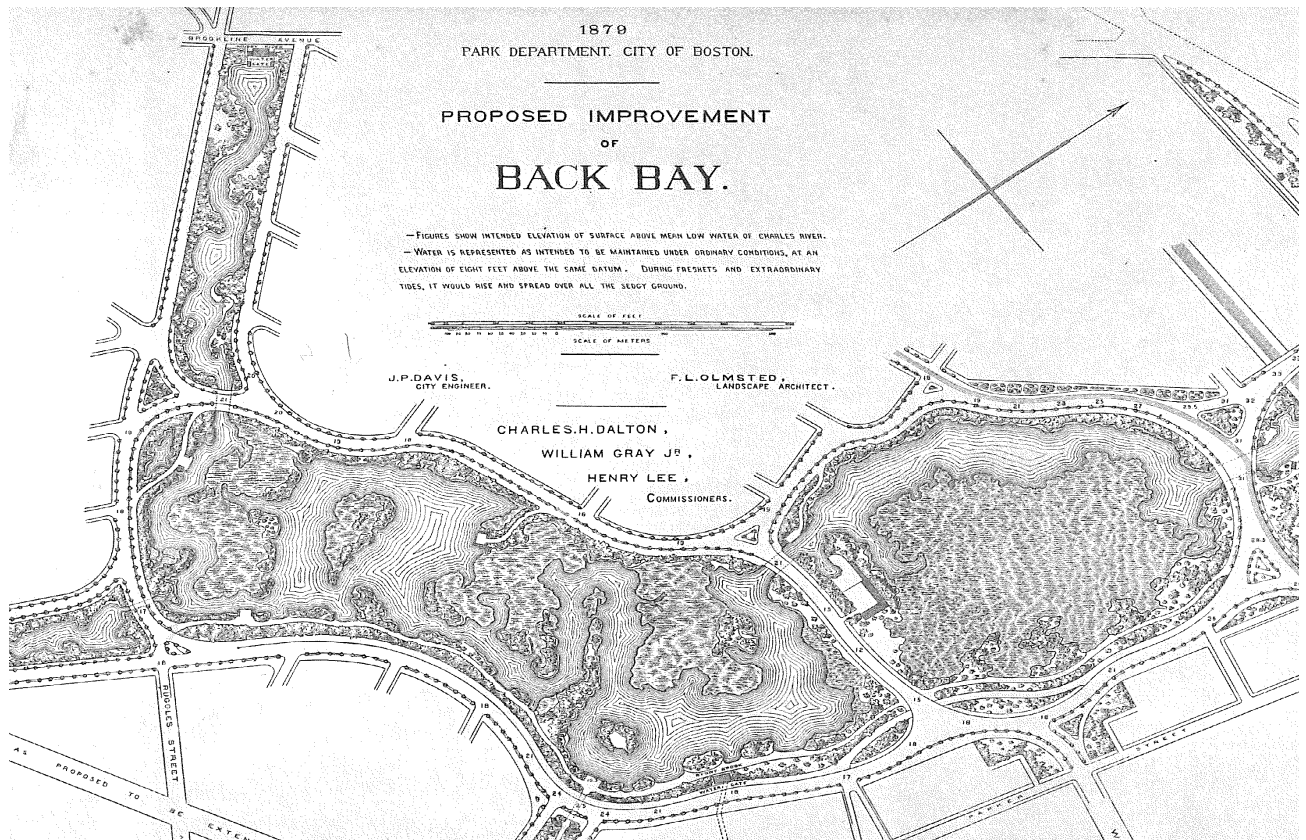 1879
PARK DEPARTMENT. CITY OF BOSTON.
PROPOSED IMPROVEMENT
OF
BACK BAY.
—FIGURES SHOW INTENDED ELEVATION OF SURFACE ABOVE MEAN LOW WATER OF CHARLES RIVER.
—WATER IS REPRESENTED AS INTENDED TO BE MAINTAINED UNDER ORDINARY CONDITIONS, AT AN
ELEVATION OF EIGHT FEET ABOVE THE SAME DATUM. DURING FRESHETS AND EXTRAORDINARY
TIDES, IT WOULD RISE AND SPREAD OVER ALL THE SEDGY GROUND.
SCALE OF FEET
SCALE OF METERS
J.P. DAVIS,
CITY ENGINEER.
F.L. OLMSTED,
LANDSCAPE ARCHITECT.
CHARLES.H.DALTON,
WILLIAM GRAY JR,
HENRY LEE,
COMMISSIONERS.
BROOKLINE AVENUE
RUGGLES STREET
AS PROPOSED TO BE EXTEN
PARKER
STREET